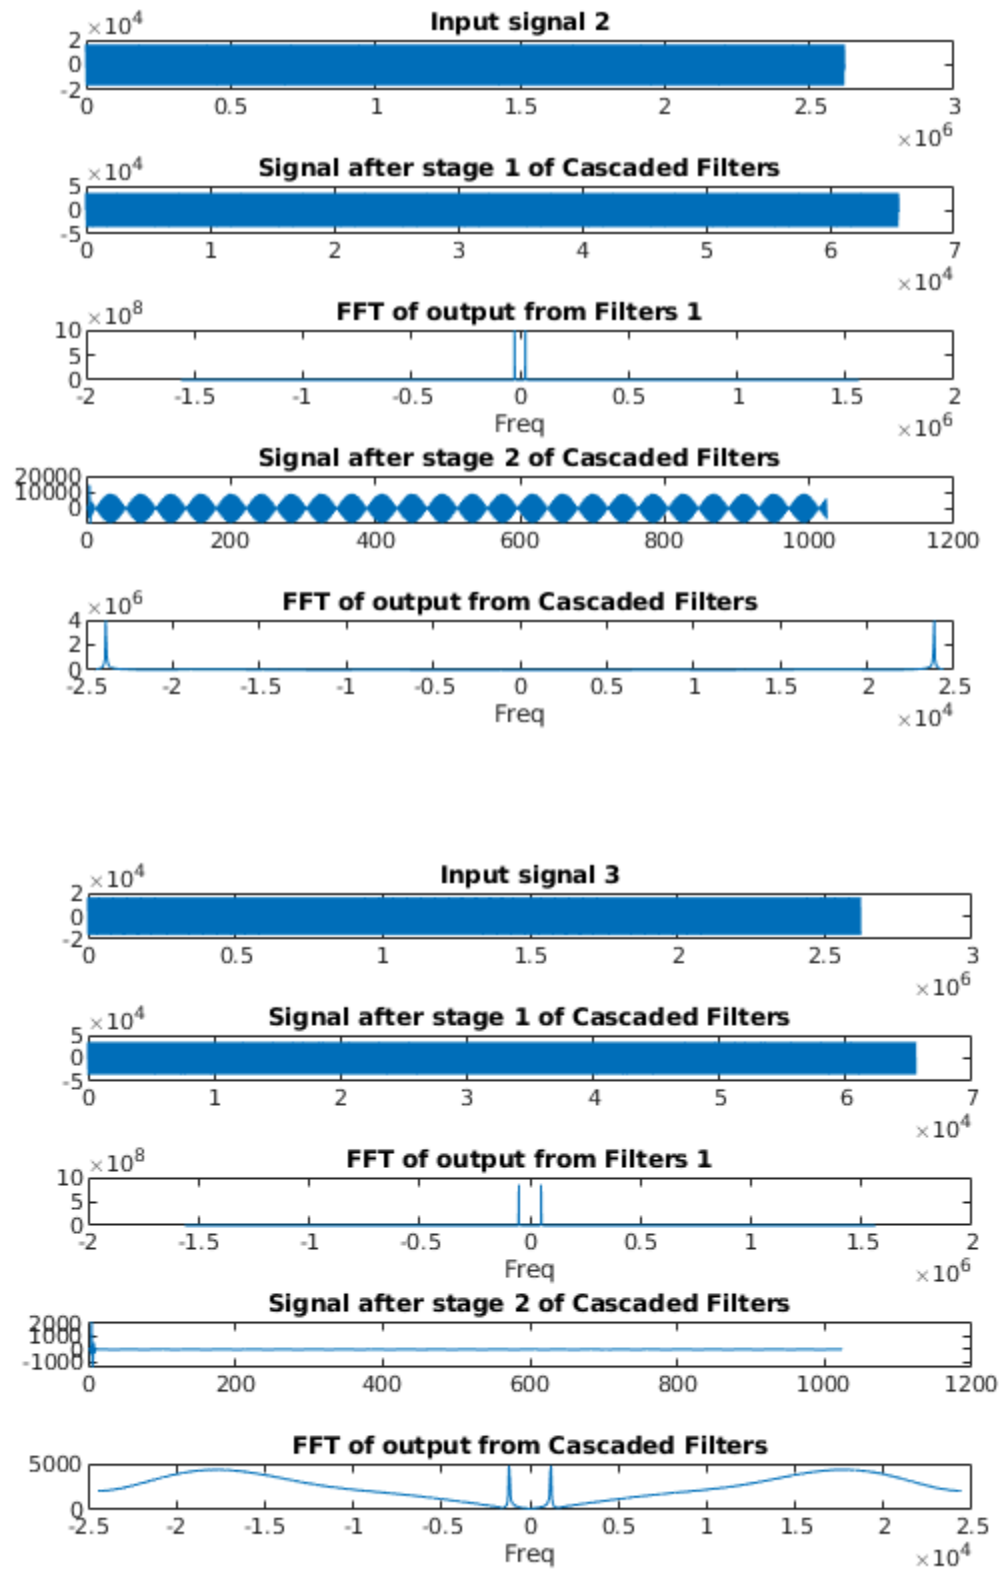 Input signal 2
×10^4
2
0
-2
0 0.5 1 1.5 2 2.5 3
×10^6
Signal after stage 1 of Cascaded Filters
×10^4
5
0
-5
0 1 2 3 4 5 6 7
×10^4
FFT of output from Filters 1
×10^8
10
5
0
-2 -1.5 -1 -0.5 0 0.5 1 1.5 2
Freq
×10^6
Signal after stage 2 of Cascaded Filters
20000
10000
0
0 200 400 600 800 1000 1200
FFT of output from Cascaded Filters
×10^6
4
2
0
-2.5 -2 -1.5 -1 -0.5 0 0.5 1 1.5 2 2.5
Freq
×10^4
Input signal 3
×10^4
2
0
-2
0 0.5 1 1.5 2 2.5 3
×10^6
Signal after stage 1 of Cascaded Filters
×10^4
5
0
-5
0 1 2 3 4 5 6 7
×10^4
FFT of output from Filters 1
×10^8
10
5
0
-2 -1.5 -1 -0.5 0 0.5 1 1.5 2
Freq
×10^6
Signal after stage 2 of Cascaded Filters
2000
1000
0
-1000
0 200 400 600 800 1000 1200
FFT of output from Cascaded Filters
5000
0
-2.5 -2 -1.5 -1 -0.5 0 0.5 1 1.5 2 2.5
Freq
×10^4